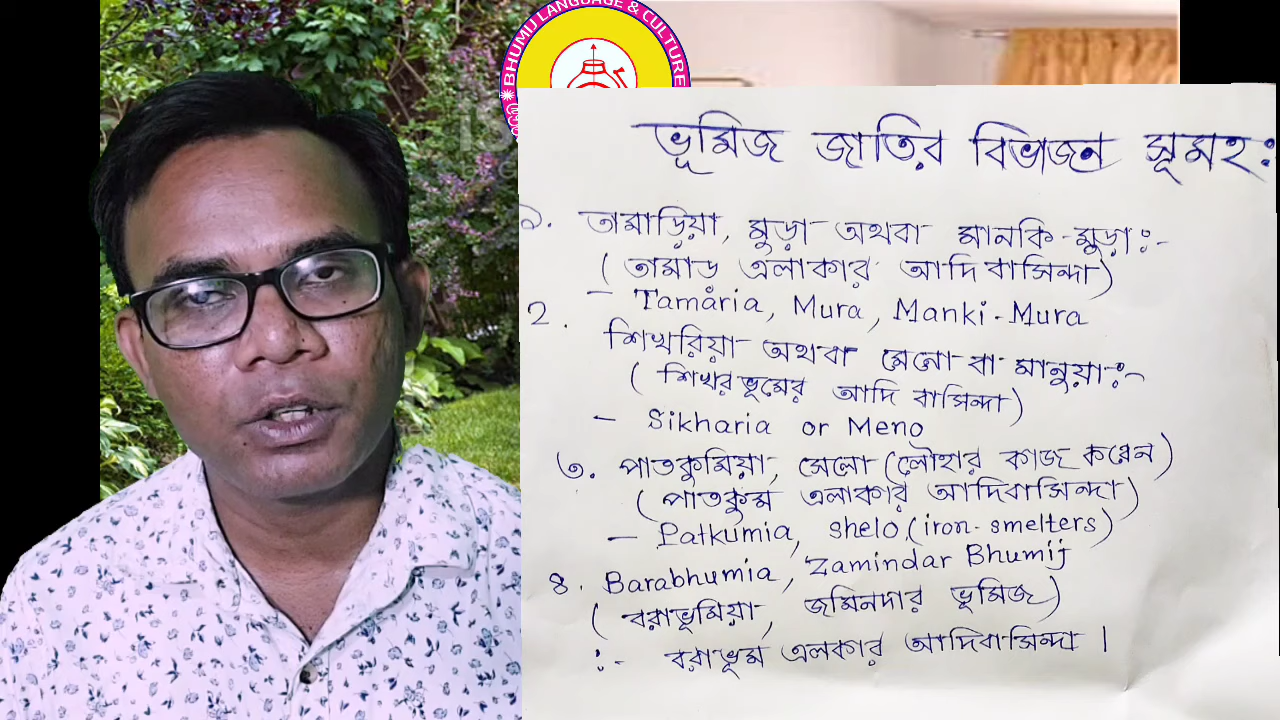 BHUMIJ LANGUAGE & CULTURE
ভূমিজ জাতির বিভাজন সূমহঃ
১. তামাড়িয়া, মুড়া অথবা মানকি-মুড়াঃ-
(তামাড় এলাকার আদি বাসিন্দা)
- Tamaria, Mura, Manki-Mura
2. শিখরিয়া অথবা মেনো বা মানুয়াঃ-
(শিখরভূমের আদি বাসিন্দা)
- Sikharia or Meno
৩. পাতকুমিয়া, সেলো (লৌহার কাজ করেন)
(পাতকুম এলাকার আদিবাসিন্দা)
- Patkumia, shelo (iron-smelters)
৪. Barabhumia, Zamindar Bhumij
(বরাভূমিয়া, জমিনদার ভূমিজ)
ঃ- বরাভূম এলকার আদিবাসিন্দা।